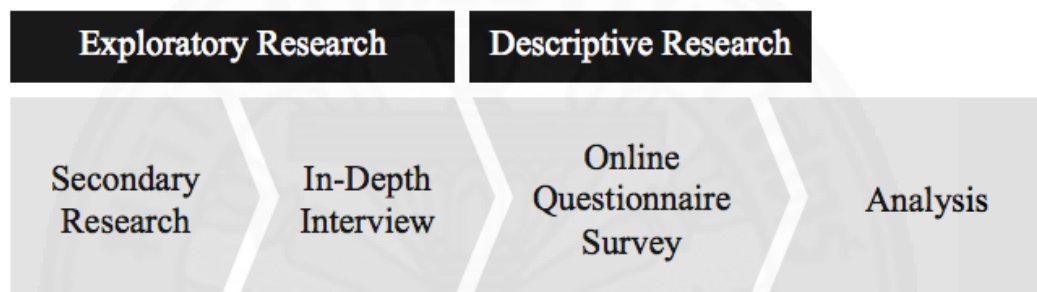 Exploratory Research
Descriptive Research
Secondary
Research
In-Depth
Interview
Online
Questionnaire
Survey
Analysis